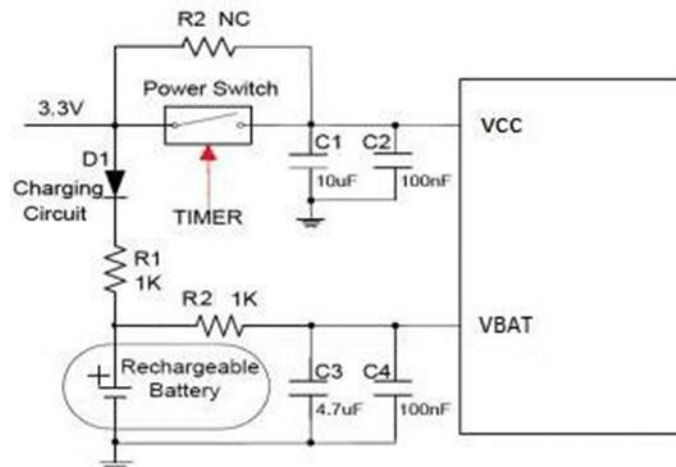 R2 NC
Power Switch
3.3V
VCC
D1
C1
C2
10uF
100nF
Charging
Circuit
TIMER
R1
1K
R2 1K
VBAT
+
Rechargeable
Battery
C3
C4
4.7uF
100nF